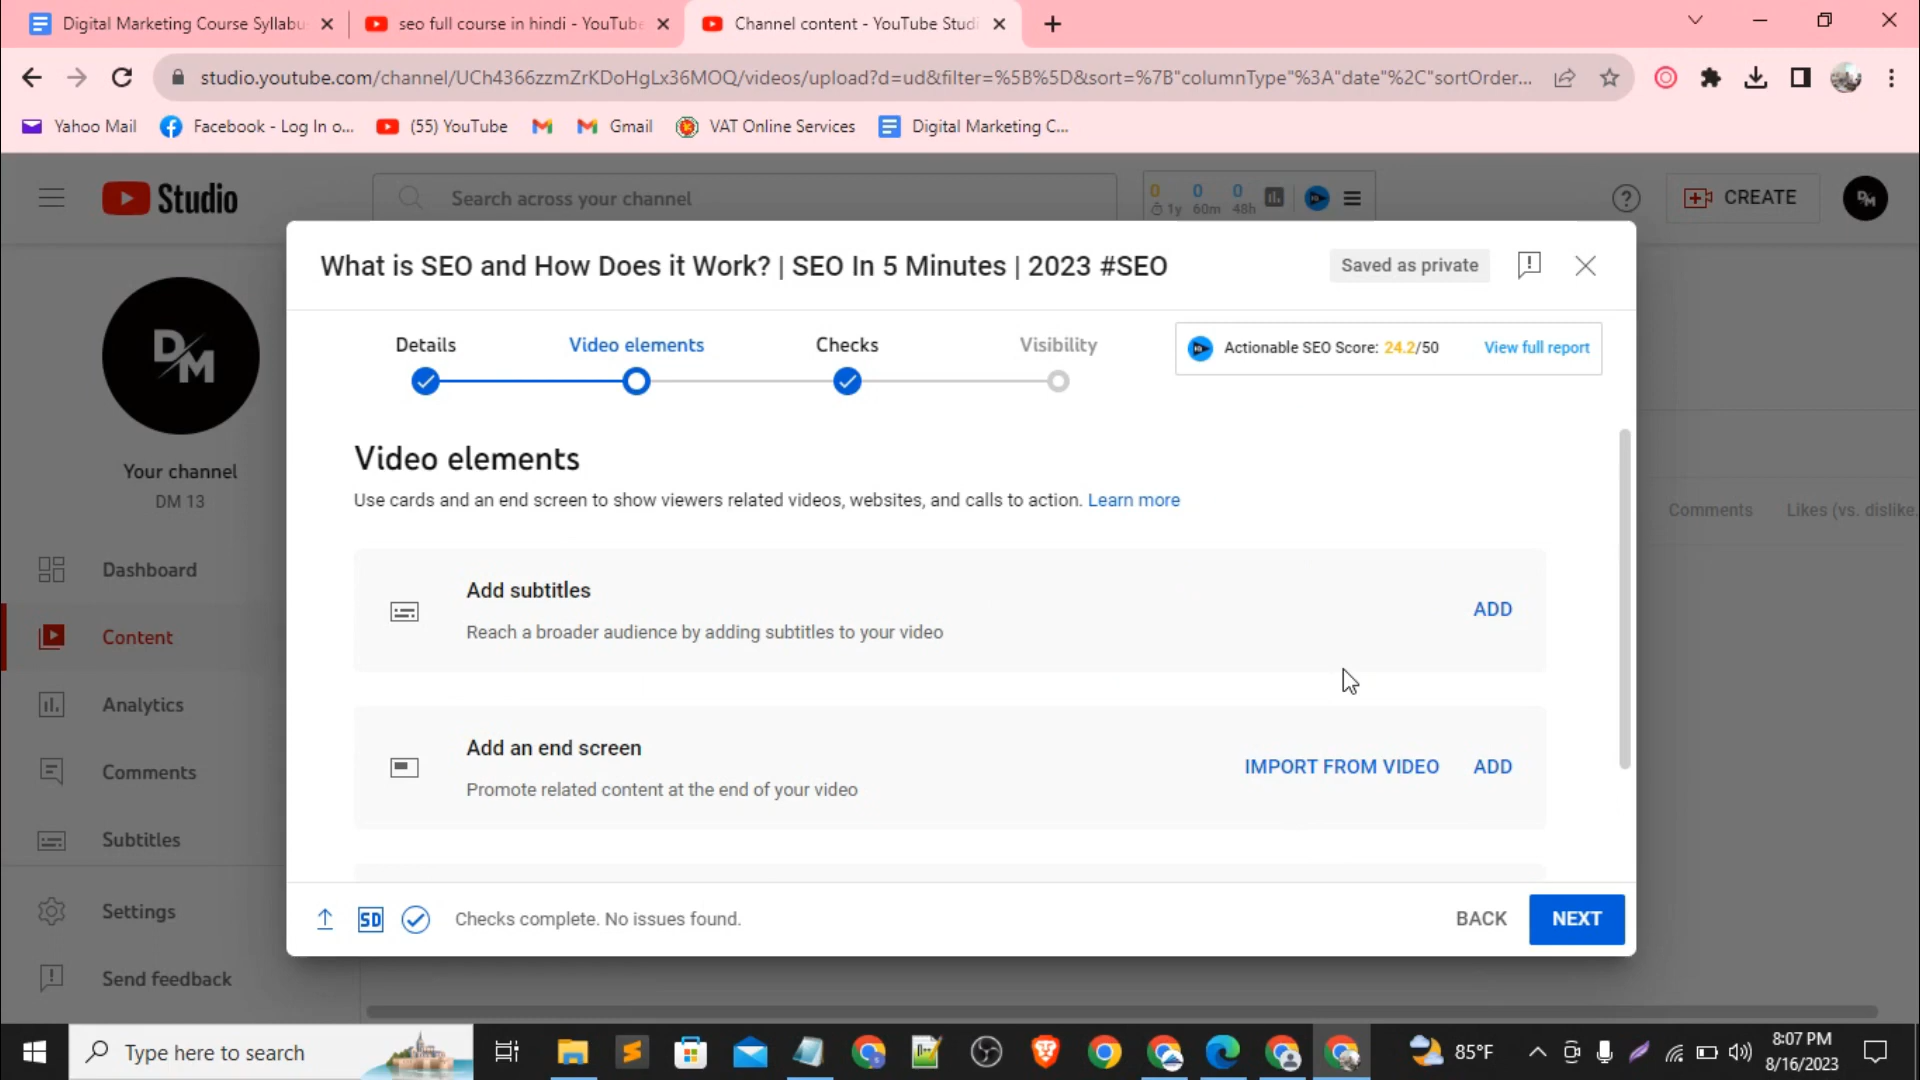 Digital Marketing Course Syllabu
seo full course in hindi - YouTube
Channel content - YouTube Studi
studio.youtube.com/channel/UCh4366zzmZrKDoHgLx36MOQ/videos/upload?d=ud&filter=%5B%5D&sort=%7B"columnType"%3A"date"%2C"sortOrder...
Yahoo Mail
Facebook - Log In o...
(55) YouTube
Gmail
VAT Online Services
Digital Marketing C...
Studio
Search across your channel
0 0 0
1y 60m 48h
CREATE
What is SEO and How Does it Work? | SEO In 5 Minutes | 2023 #SEO
Saved as private
Details
Video elements
Checks
Visibility
Actionable SEO Score: 24.2/50
View full report
DM
Your channel
DM 13
Dashboard
Content
Analytics
Comments
Subtitles
Settings
Send feedback
Video elements
Use cards and an end screen to show viewers related videos, websites, and calls to action. Learn more
Add subtitles
Reach a broader audience by adding subtitles to your video
ADD
Add an end screen
Promote related content at the end of your video
IMPORT FROM VIDEO
ADD
Comments
Likes (vs. dislike
SD
Checks complete. No issues found.
BACK
NEXT
Type here to search
85°F
8:07 PM
8/16/2023